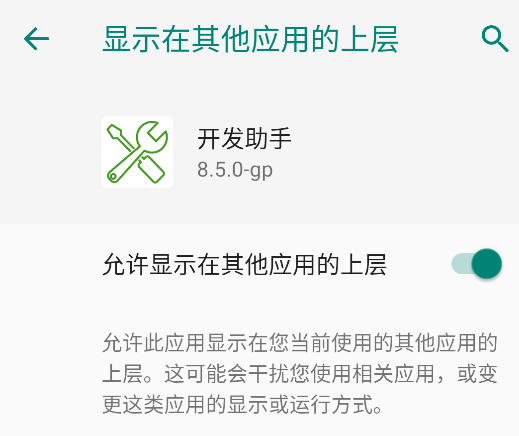 显示在其他应用的上层
开发助手
8.5.0-gp
允许显示在其他应用的上层
允许此应用显示在您当前使用的其他应用的
上层。这可能会干扰您使用相关应用，或变
更这类应用的显示或运行方式。